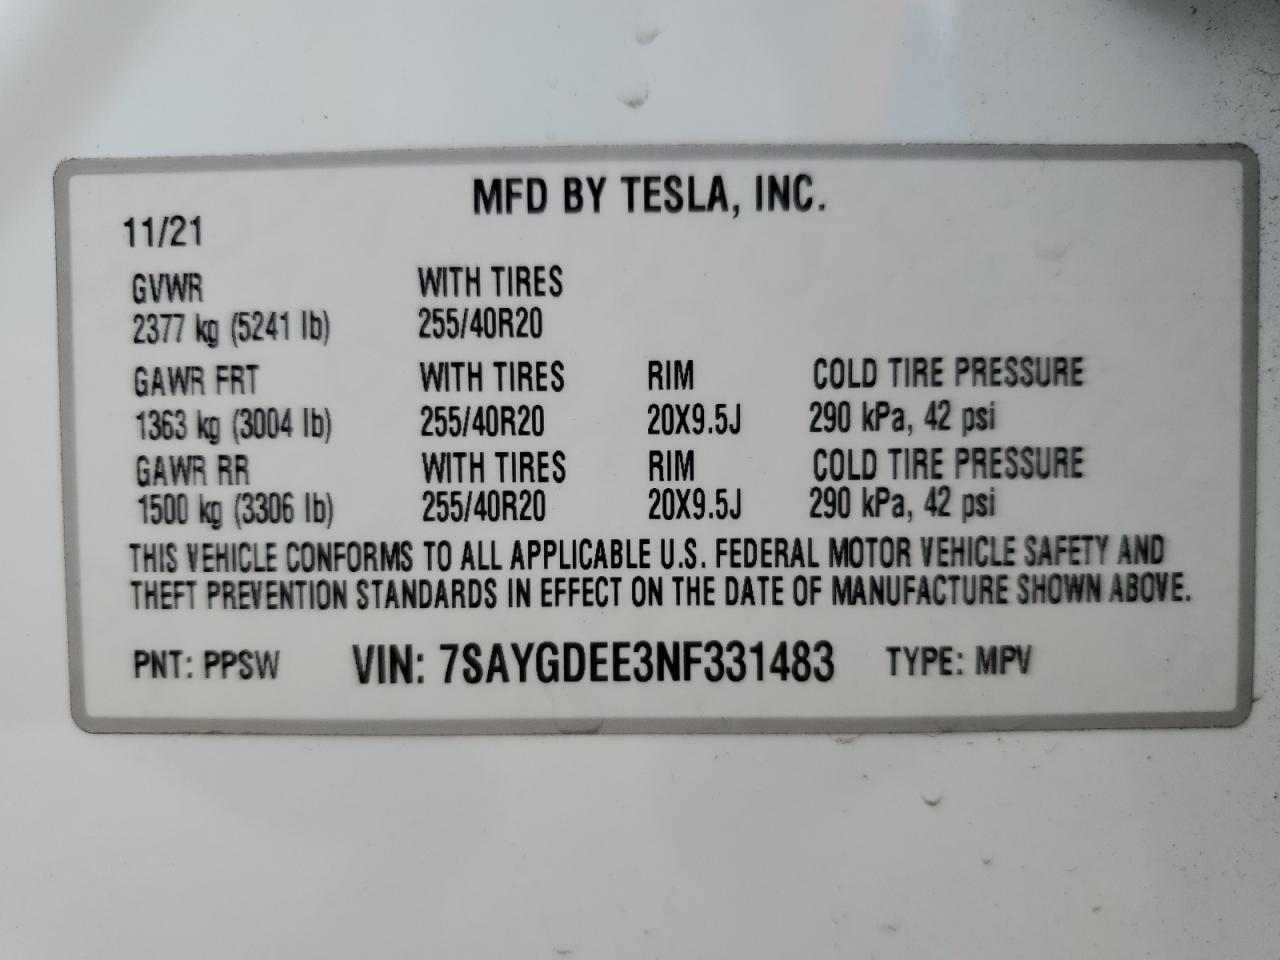 MFD BY TESLA, INC.
11/21
GVWR WITH TIRES
2377 kg (5241 lb) 255/40R20
GAWR FRT WITH TIRES RIM COLD TIRE PRESSURE
1363 kg (3004 lb) 255/40R20 20X9.5J 290 kPa, 42 psi
GAWR RR WITH TIRES RIM COLD TIRE PRESSURE
1500 kg (3306 lb) 255/40R20 20X9.5J 290 kPa, 42 psi
THIS VEHICLE CONFORMS TO ALL APPLICABLE U.S. FEDERAL MOTOR VEHICLE SAFETY AND
THEFT PREVENTION STANDARDS IN EFFECT ON THE DATE OF MANUFACTURE SHOWN ABOVE.
PNT: PPSW VIN: 7SAYGDEE3NF331483 TYPE: MPV